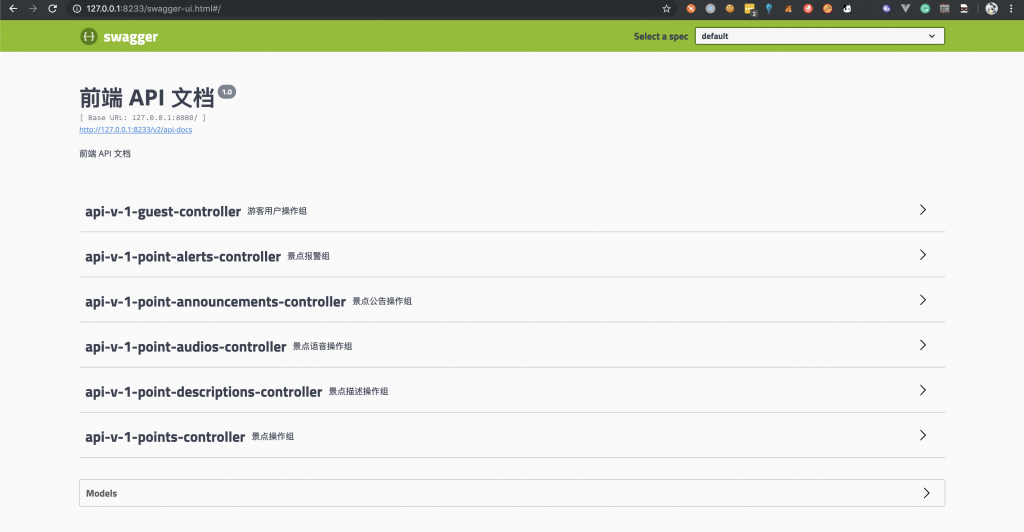 127.0.0.1:8233/swagger-ui.html#/
swagger
Select a spec
default
前端 API 文档 1.0
[ Base URL: 127.0.0.1:8080/ ]
http://127.0.0.1:8233/v2/api-docs
前端 API 文档
api-v-1-guest-controller 游客用户操作组
api-v-1-point-alerts-controller 景点报警组
api-v-1-point-announcements-controller 景点公告操作组
api-v-1-point-audios-controller 景点语音操作组
api-v-1-point-descriptions-controller 景点描述操作组
api-v-1-points-controller 景点操作组
Models